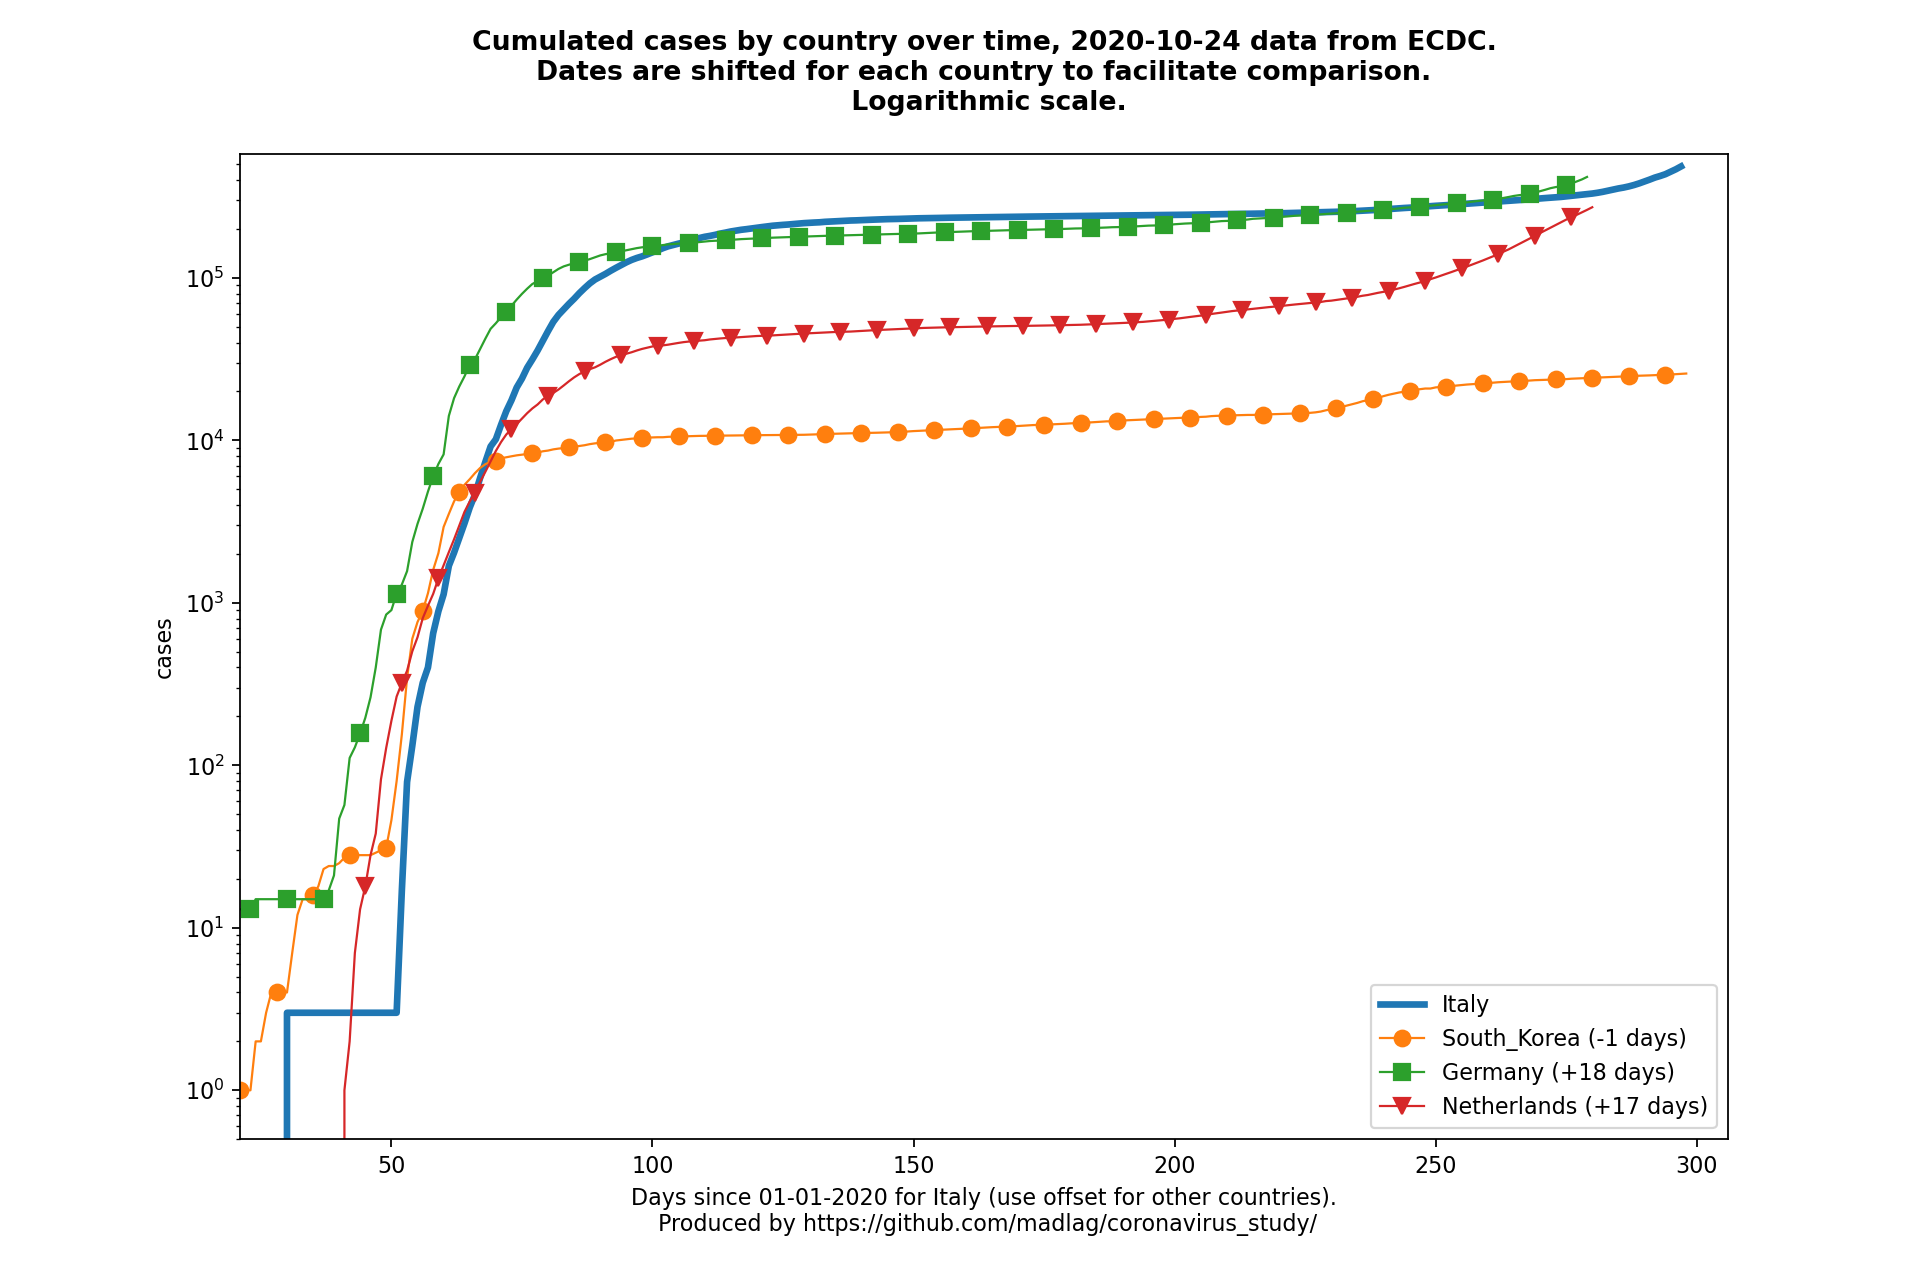 Cumulated cases by country over time, 2020-10-24 data from ECDC.
Dates are shifted for each country to facilitate comparison.
Logarithmic scale.
cases
10^5
10^4
10^3
10^2
10^1
10^0
50 100 150 200 250 300
Italy
South_Korea (-1 days)
Germany (+18 days)
Netherlands (+17 days)
Days since 01-01-2020 for Italy (use offset for other countries).
Produced by https://github.com/madlag/coronavirus_study/